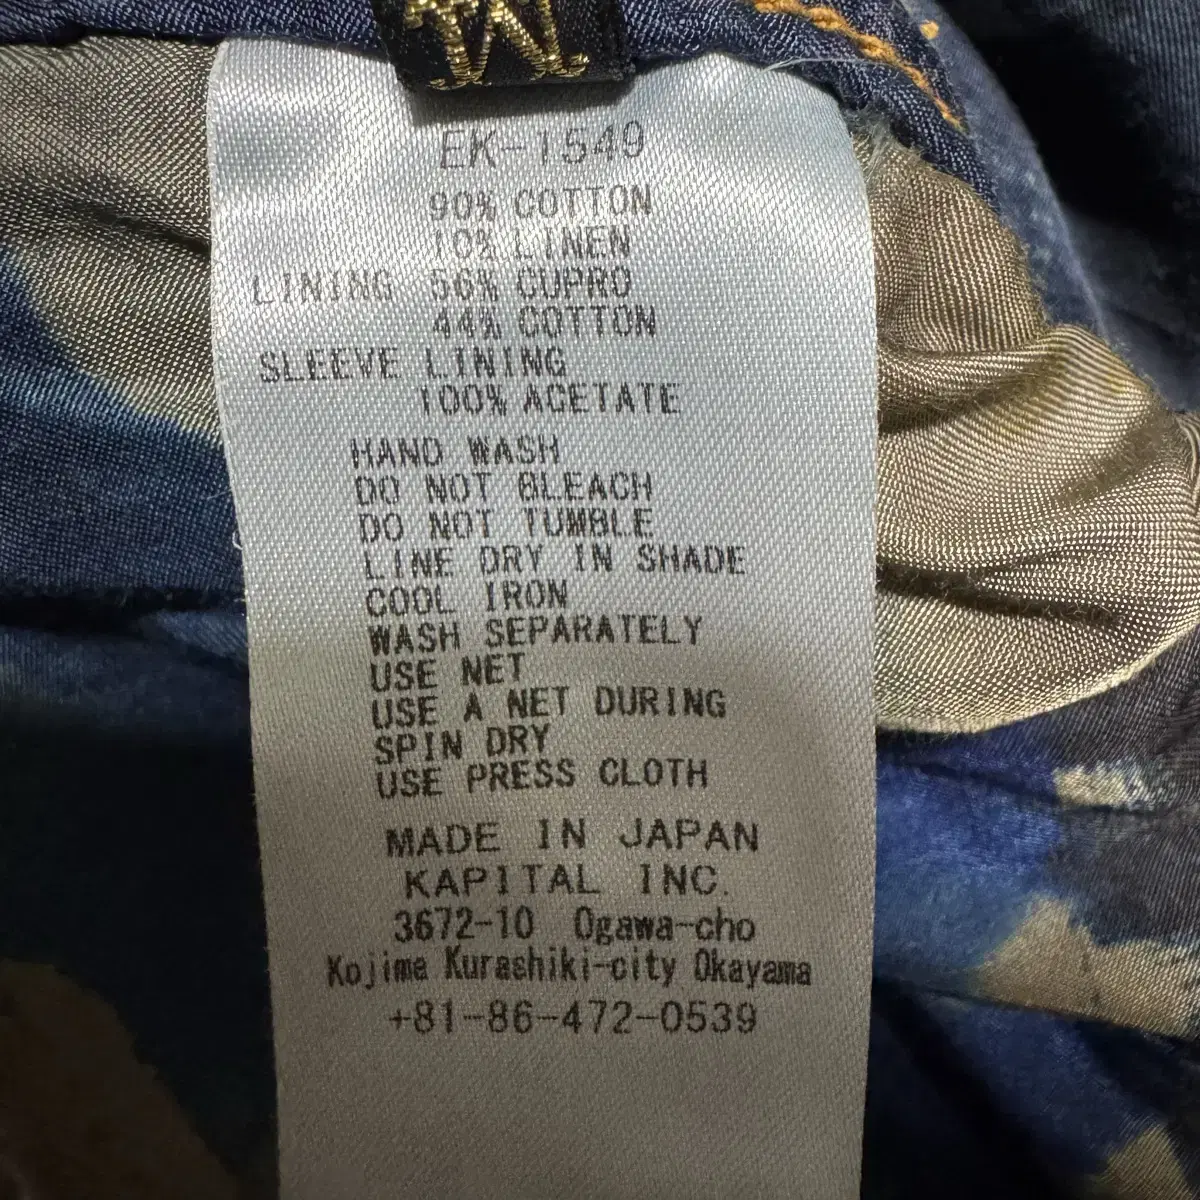 EK-1549
90% COTTON
10% LINEN
LINING 56% CUPRO
44% COTTON
SLEEVE LINING
100% ACETATE
HAND WASH
DO NOT BLEACH
DO NOT TUMBLE
LINE DRY IN SHADE
COOL IRON
WASH SEPARATELY
USE NET
USE A NET DURING
SPIN DRY
USE PRESS CLOTH
MADE IN JAPAN
KAPITAL INC.
3672-10 Ogawa-cho
Kojima Kurashiki-city Okayama
+81-86-472-0539